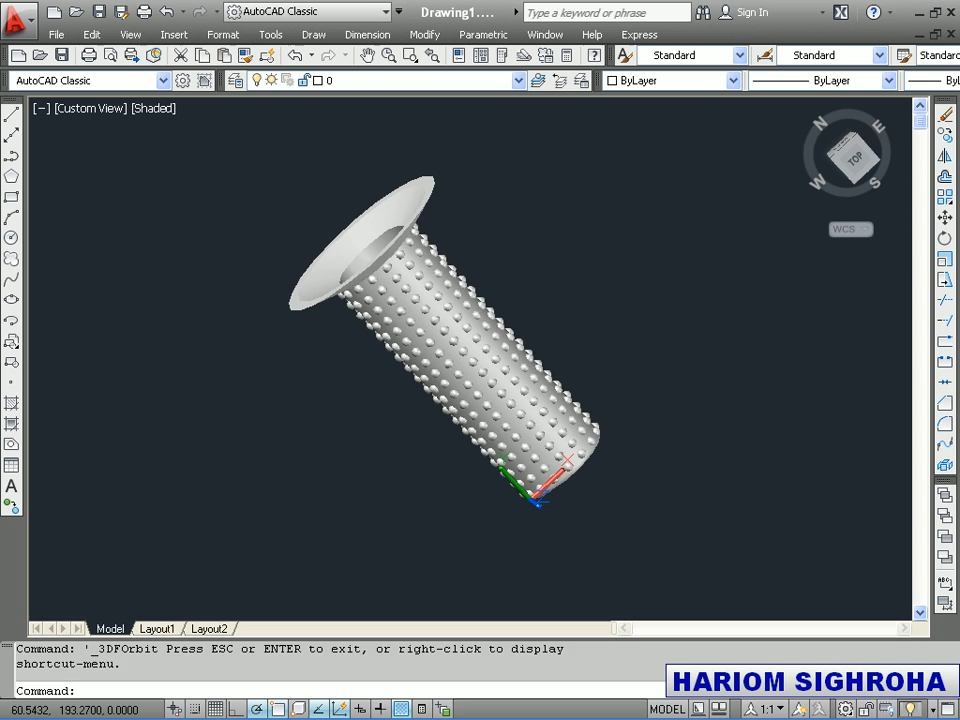 AutoCAD Classic
Drawing1....
Type a keyword or phrase
Sign In
File Edit View Insert Format Tools Draw Dimension Modify Parametric Window Help Express
Standard
Standard
Standard
AutoCAD Classic
0
ByLayer
ByLayer
[−] [Custom View] [Shaded]
N
E
TOP
W
S
WCS
A
Model Layout1 Layout2
Command: '_3DFOrbit Press ESC or ENTER to exit, or right-click to display
shortcut-menu.
Command:
HARIOM SIGHROHA
60.5432, 193.2700, 0.0000
MODEL
1:1